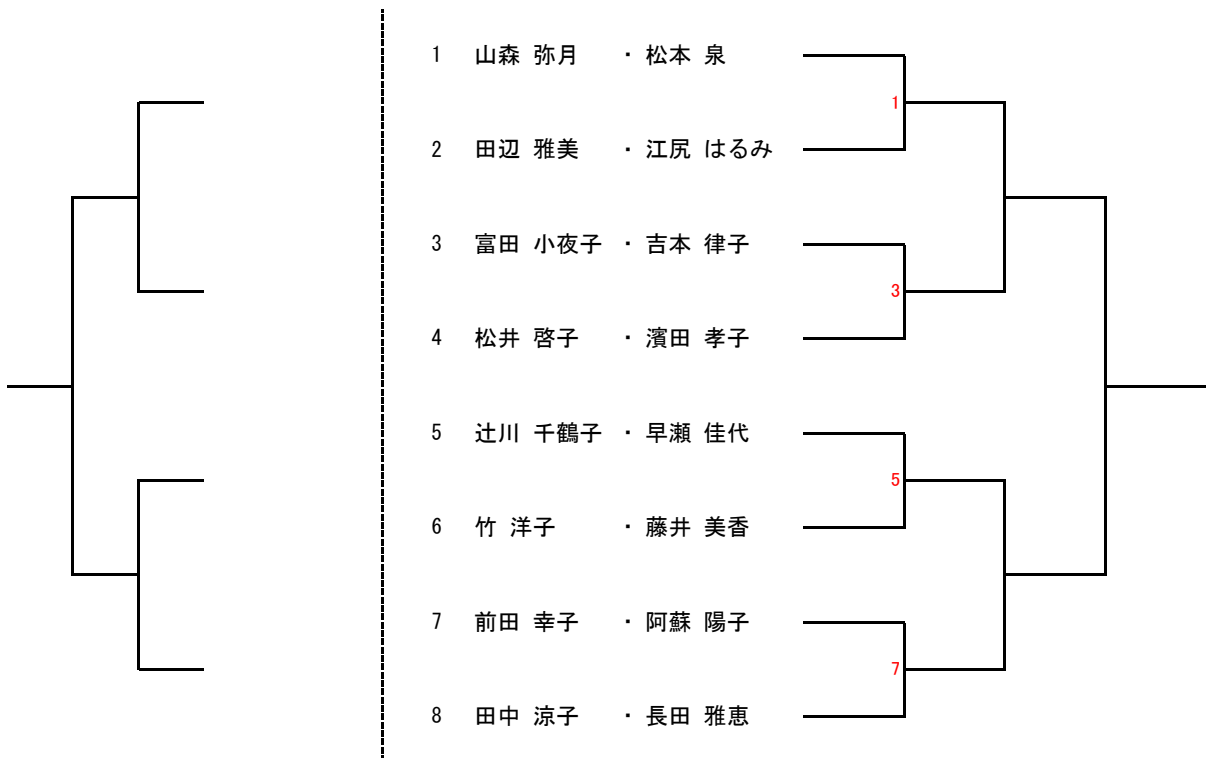 1 山森 弥月 ・ 松本 泉
1
2 田辺 雅美 ・ 江尻 はるみ
3 富田 小夜子 ・ 吉本 律子
3
4 松井 啓子 ・ 濱田 孝子
5 辻川 千鶴子 ・ 早瀬 佳代
5
6 竹 洋子 ・ 藤井 美香
7 前田 幸子 ・ 阿蘇 陽子
7
8 田中 涼子 ・ 長田 雅恵